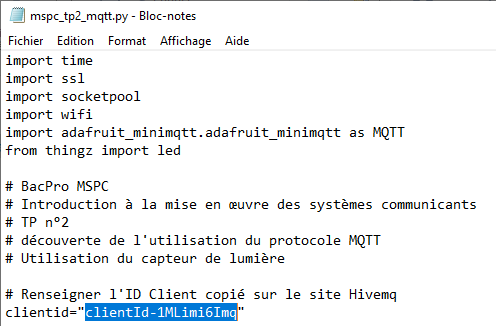 mspc_tp2_mqtt.py - Bloc-notes
Fichier Edition Format Affichage Aide
import time
import ssl
import socketpool
import wifi
import adafruit_minimqtt.adafruit_minimqtt as MQTT
from thingz import led
# BacPro MSPC
# Introduction à la mise en œuvre des systèmes communicants
# TP n°2
# découverte de l'utilisation du protocole MQTT
# Utilisation du capteur de lumière
# Renseigner l'ID Client copié sur le site Hivemq
clientid="clientId-1MLimi6Imq"